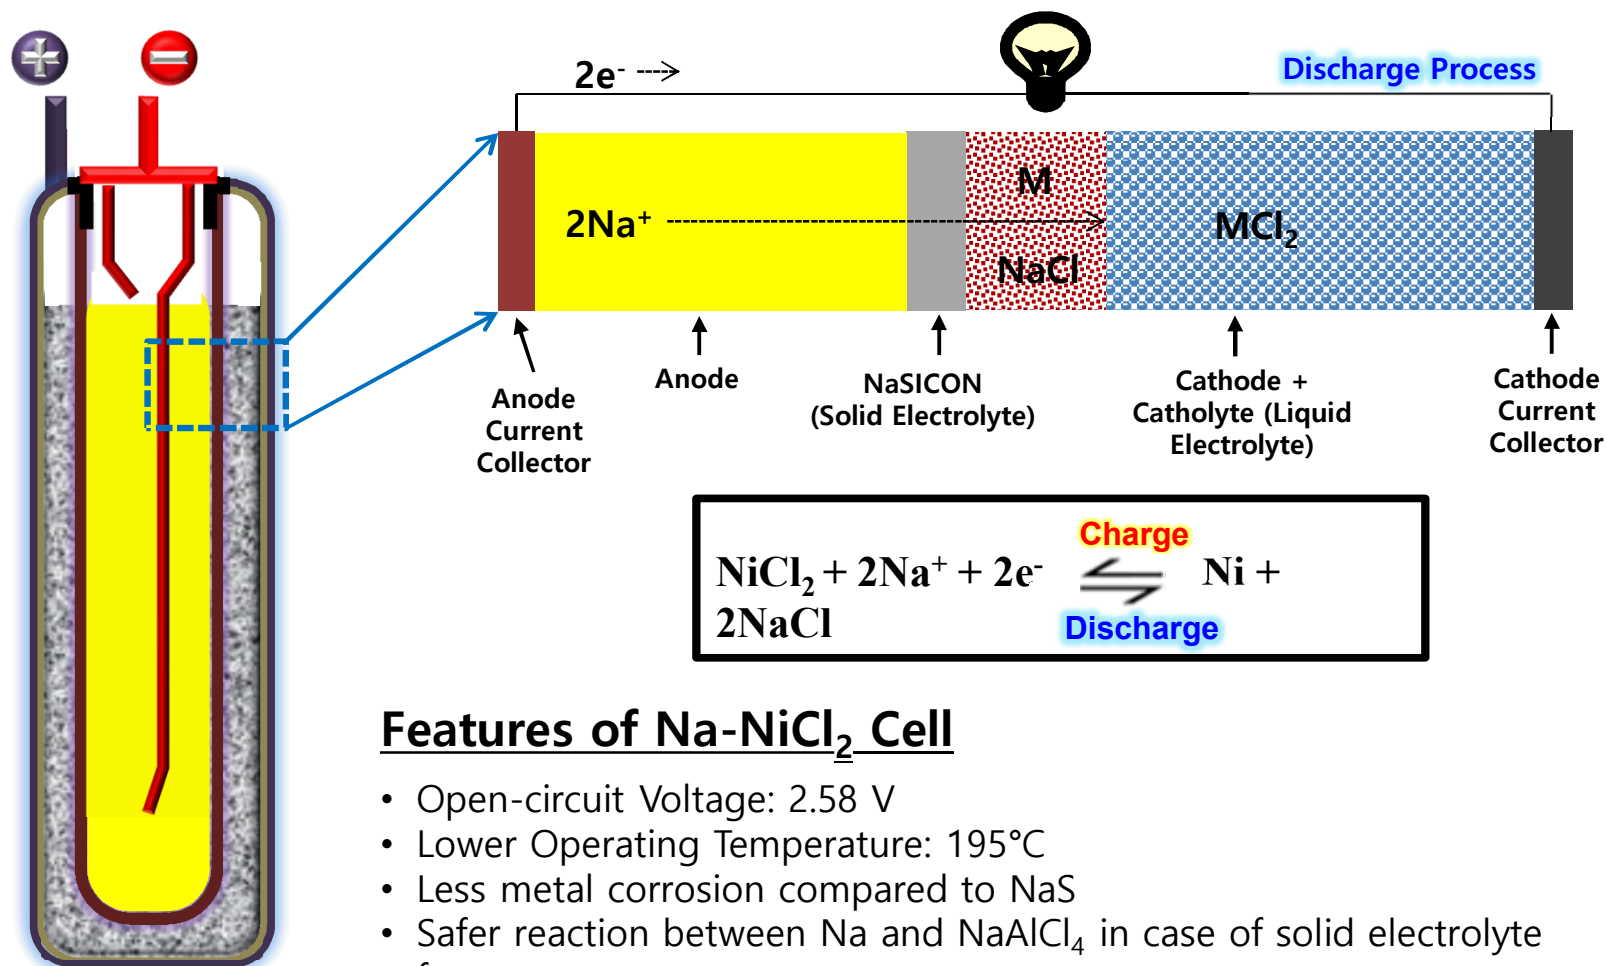 2e⁻
Discharge Process
M
2Na⁺
MCl₂
NaCl
Anode
Current
Collector
Anode
NaSICON
(Solid Electrolyte)
Cathode +
Catholyte (Liquid
Electrolyte)
Cathode
Current
Collector
Charge
NiCl₂ + 2Na⁺ + 2e⁻ ⇌ Ni +
2NaCl
Discharge
Features of Na-NiCl₂ Cell
• Open-circuit Voltage: 2.58 V
• Lower Operating Temperature: 195°C
• Less metal corrosion compared to NaS
• Safer reaction between Na and NaAlCl₄ in case of solid electrolyte